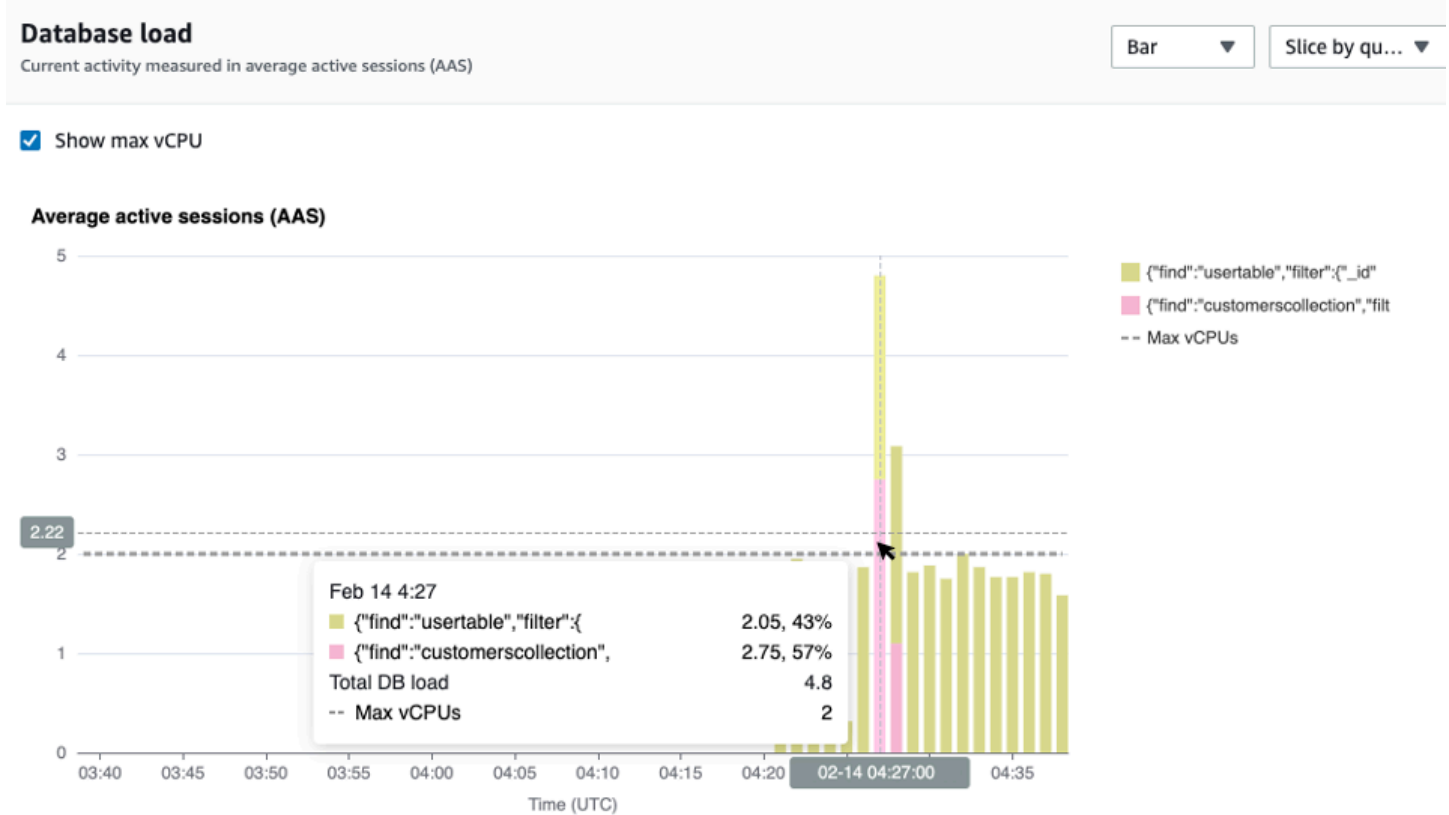 Database load
Current activity measured in average active sessions (AAS)
Bar
Slice by qu...
Show max vCPU
Average active sessions (AAS)
5
{"find":"usertable","filter":{"_id"
{"find":"customerscollection","filt
-- Max vCPUs
4
3
2.22
2
Feb 14 4:27
{"find":"usertable","filter":{ 2.05, 43%
{"find":"customerscollection", 2.75, 57%
Total DB load 4.8
-- Max vCPUs 2
1
0
03:40 03:45 03:50 03:55 04:00 04:05 04:10 04:15 04:20 02-14 04:27:00 04:35
Time (UTC)